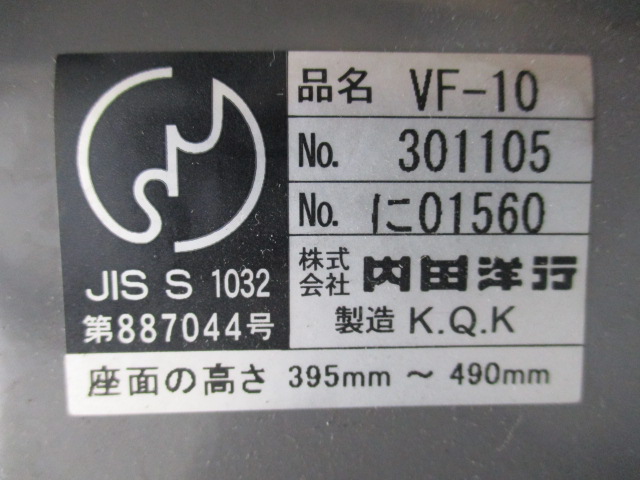 JIS S 1032
第887044号
品名 VF-10
No. 301105
No. に01560
株式会社 内田洋行
製造 K.Q.K
座面の高さ 395mm ～ 490mm